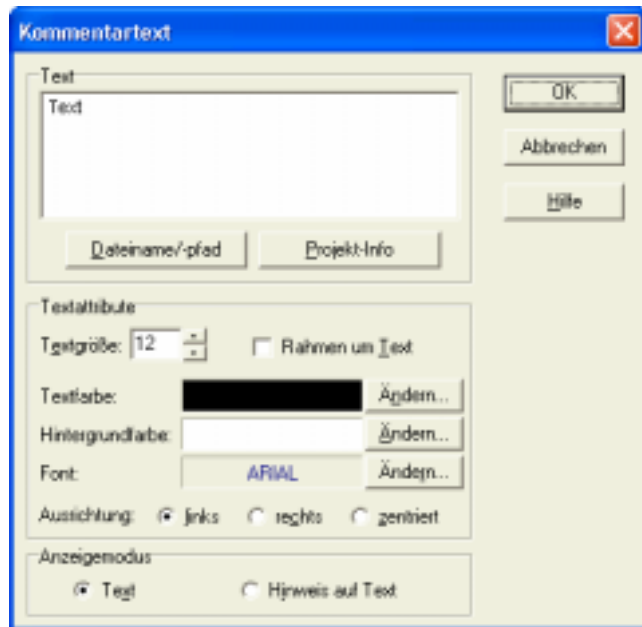 Kommentartext
Text
Text
OK
Abbrechen
Hilfe
Dateiname/-pfad
Projekt-Info
Textattribute
Textgröße: 12
Rahmen um Text
Textfarbe:
Ändern...
Hintergrundfarbe:
Ändern...
Font:
ARIAL
Ändern...
Ausrichtung:
links
rechts
zentriert
Anzeigemodus
Text
Hinweis auf Text